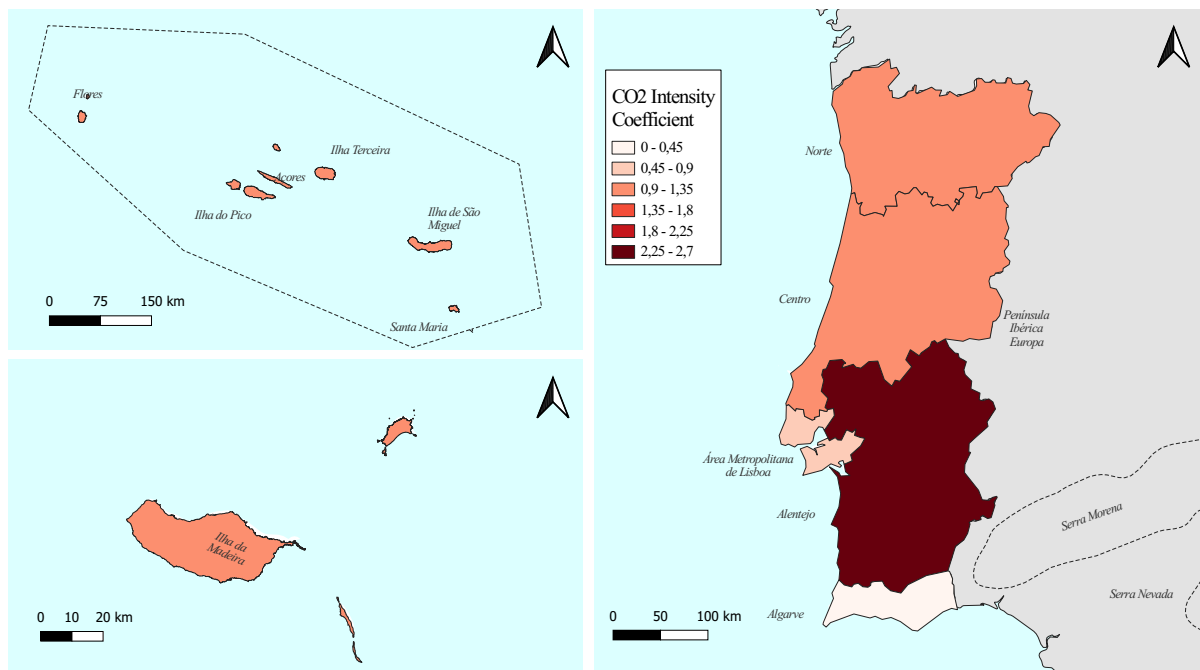 Flores
Ilha Terceira
Açores
Ilha do Pico
Ilha de São
Miguel
0 75 150 km
Santa Maria
Ilha da
Madeira
0 10 20 km
CO2 Intensity
Coefficient
0 - 0,45
0,45 - 0,9
0,9 - 1,35
1,35 - 1,8
1,8 - 2,25
2,25 - 2,7
Norte
Centro
Península
Ibérica
Europa
Área Metropolitana
de Lisboa
Alentejo
Serra Morena
Serra Nevada
Algarve
0 50 100 km